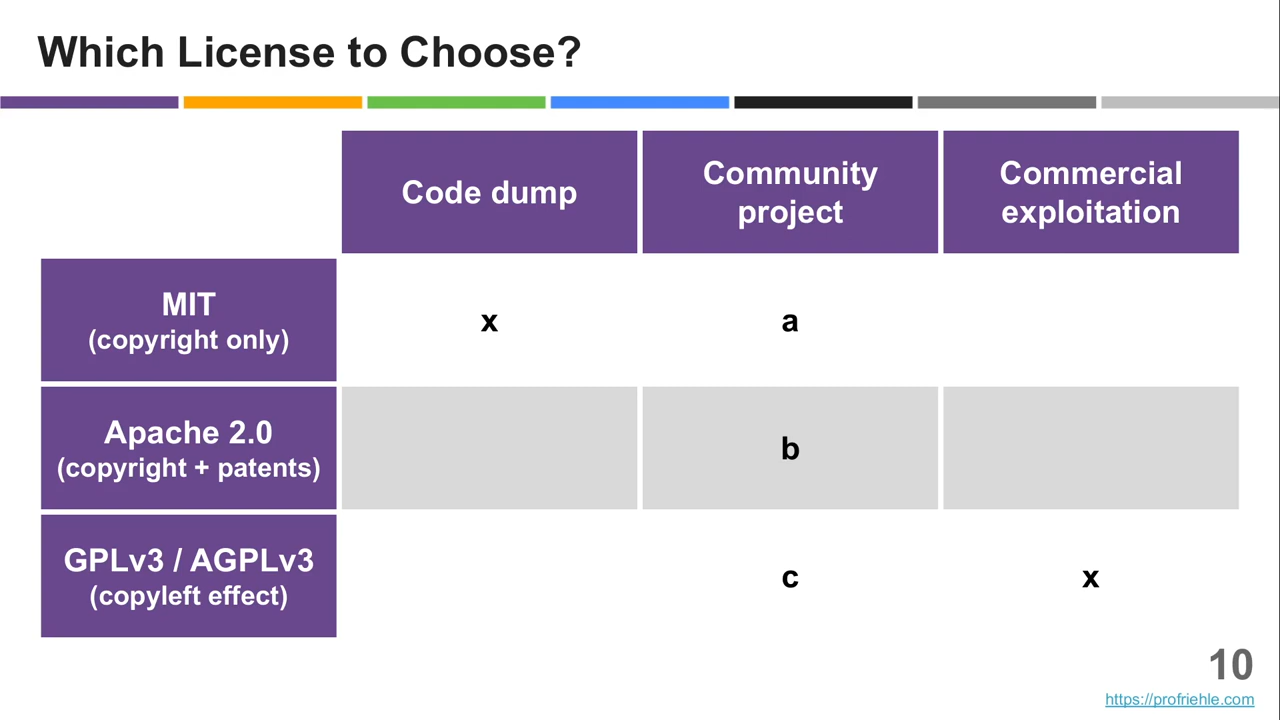 Which License to Choose?
Code dump
Community
project
Commercial
exploitation
MIT
(copyright only)
x
a
Apache 2.0
(copyright + patents)
b
GPLv3 / AGPLv3
(copyleft effect)
c
x
10
https://profriehle.com